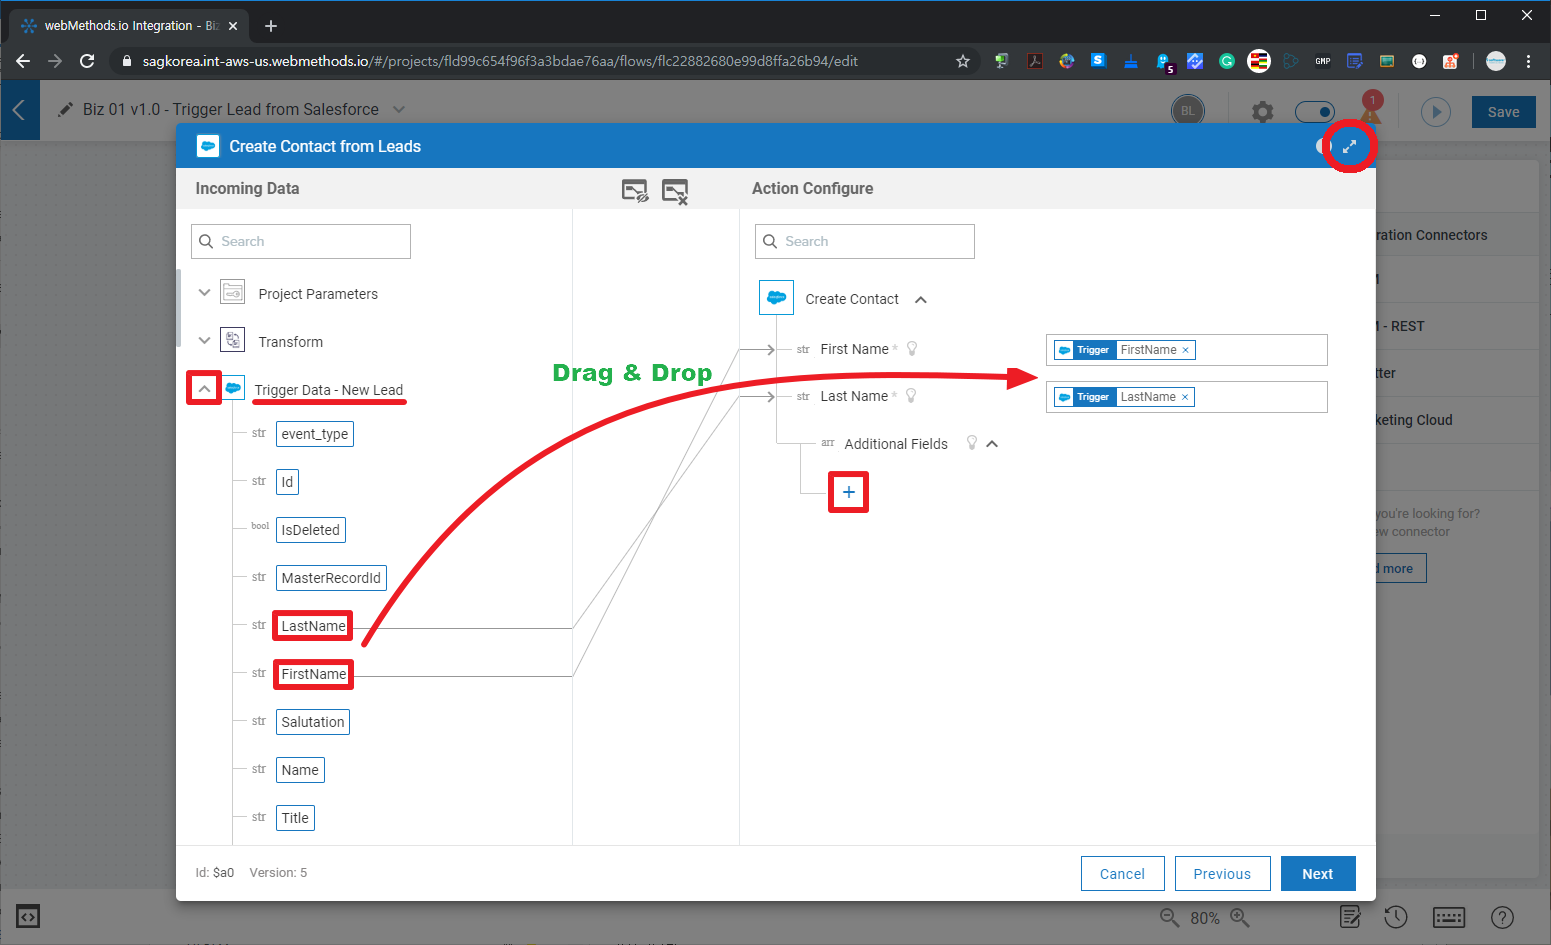 webMethods.io Integration - Biz
sagkorea.int-aws-us.webmethods.io/#/projects/fld99c654f96f3a3bdae76aa/flows/flc22882680e99d8ffa26b94/edit
5
GMP
Biz 01 v1.0 - Trigger Lead from Salesforce
BL
1
Save
Create Contact from Leads
Incoming Data
Action Configure
Search
Search
Project Parameters
Create Contact
Transform
str First Name * Trigger FirstName ×
Drag & Drop
Trigger Data - New Lead
str Last Name * Trigger LastName ×
str event_type
arr Additional Fields
str Id
+
bool IsDeleted
str MasterRecordId
str LastName
str FirstName
str Salutation
str Name
str Title
ration Connectors
- REST
tter
keting Cloud
you're looking for?
ew connector
d more
Id: $a0 Version: 5
Cancel
Previous
Next
80%